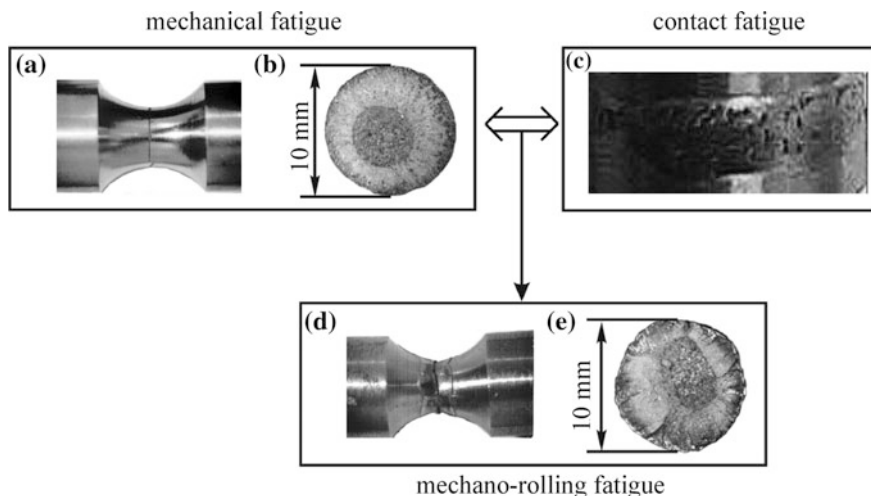 mechanical fatigue
contact fatigue
(a)
(b)
(c)
10 mm
(d)
(e)
10 mm
mechano-rolling fatigue